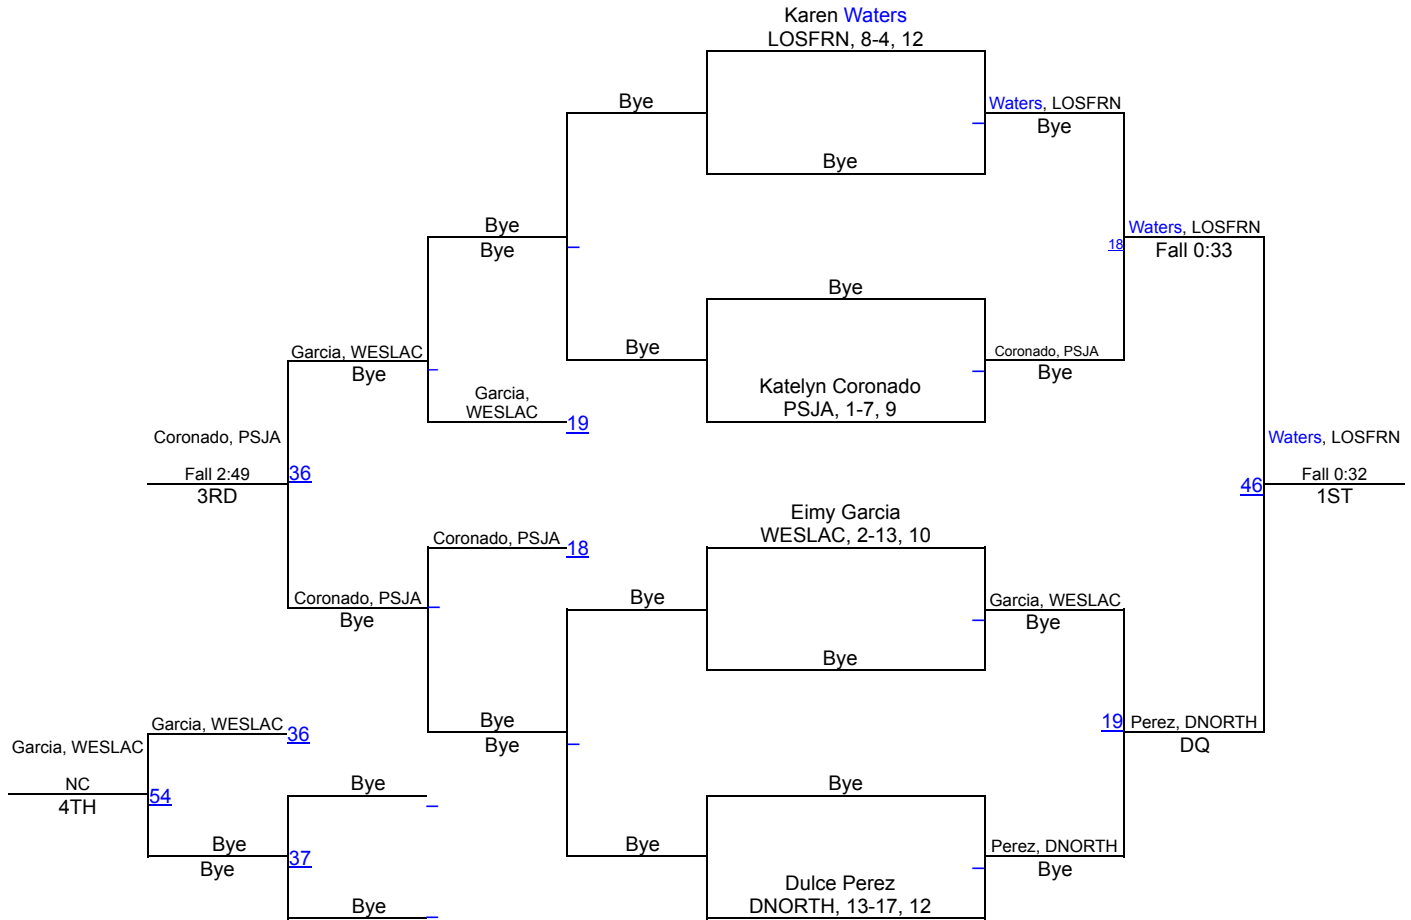 Karen Waters
LOSFRN, 8-4, 12
Bye
Waters, LOSFRN
Bye
Bye
Bye
Bye
Waters, LOSFRN
18
Fall 0:33
Bye
Bye
Garcia, WESLAC
Bye
Coronado, PSJA
Bye
Katelyn Coronado
PSJA, 1-7, 9
Garcia,
WESLAC
19
Coronado, PSJA
Fall 2:49
36
3RD
Waters, LOSFRN
46
Fall 0:32
1ST
Eimy Garcia
WESLAC, 2-13, 10
Coronado, PSJA
18
Coronado, PSJA
Bye
Bye
Garcia, WESLAC
Bye
Bye
Bye
Bye
Garcia, WESLAC
36
Garcia, WESLAC
19
Perez, DNORTH
DQ
NC
54
4TH
Bye
Bye
Bye
37
Bye
Bye
Perez, DNORTH
Bye
Dulce Perez
DNORTH, 13-17, 12
Bye